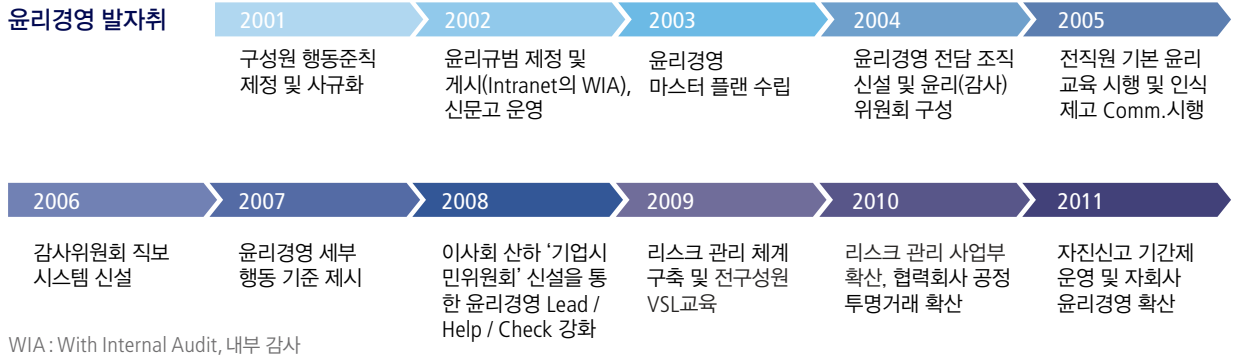 윤리경영 발자취
2001
2002
2003
2004
2005
구성원 행동준칙
제정 및 사규화
윤리규범 제정 및
게시(Intranet의 WIA),
신문고 운영
윤리경영
마스터 플랜 수립
윤리경영 전담 조직
신설 및 윤리(감사)
위원회 구성
전직원 기본 윤리
교육 시행 및 인식
제고 Comm.시행
2006
2007
2008
2009
2010
2011
감사위원회 직보
시스템 신설
윤리경영 세부
행동 기준 제시
이사회 산하 ‘기업시
민위원회’ 신설을 통
한 윤리경영 Lead /
Help / Check 강화
리스크 관리 체계
구축 및 전구성원
VSL교육
리스크 관리 사업부
확산, 협력회사 공정
투명거래 확산
자진신고 기간제
운영 및 자회사
윤리경영 확산
WIA : With Internal Audit, 내부 감사